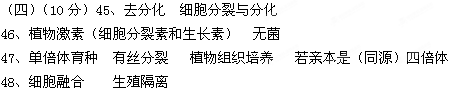 （四）（10 分）45、去分化　细胞分裂与分化
46、植物激素（细胞分裂素和生长素）　无菌
47、单倍体育种　有丝分裂　植物组织培养　若亲本是（同源）四倍体
48、细胞融合　生殖隔离